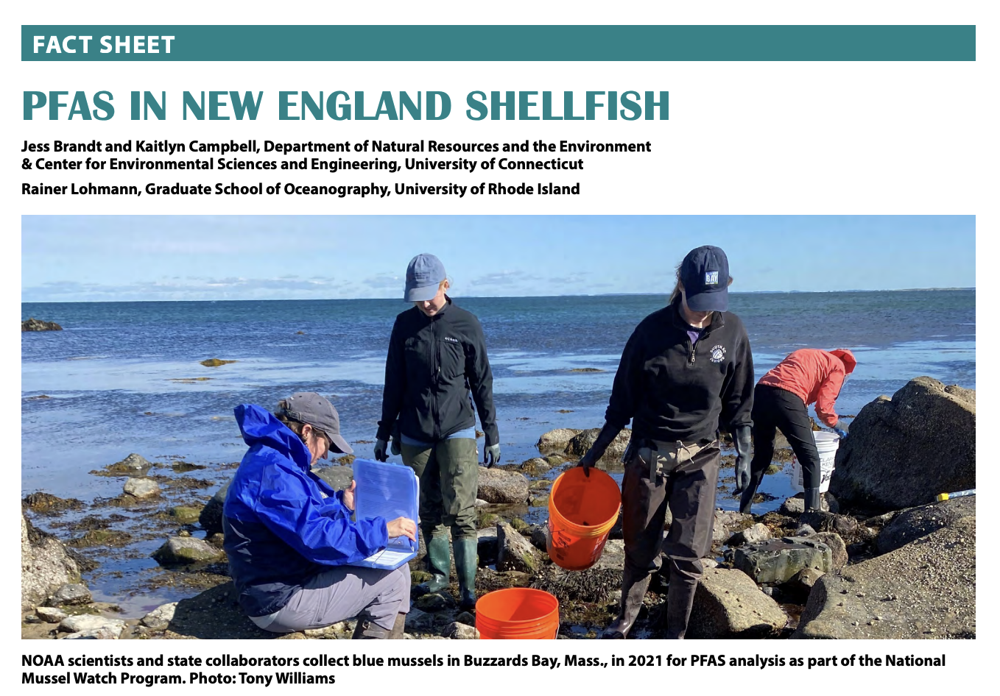 FACT SHEET
PFAS IN NEW ENGLAND SHELLFISH
Jess Brandt and Kaitlyn Campbell, Department of Natural Resources and the Environment
& Center for Environmental Sciences and Engineering, University of Connecticut
Rainer Lohmann, Graduate School of Oceanography, University of Rhode Island
BAY
NOAA scientists and state collaborators collect blue mussels in Buzzards Bay, Mass., in 2021 for PFAS analysis as part of the National
Mussel Watch Program. Photo: Tony Williams